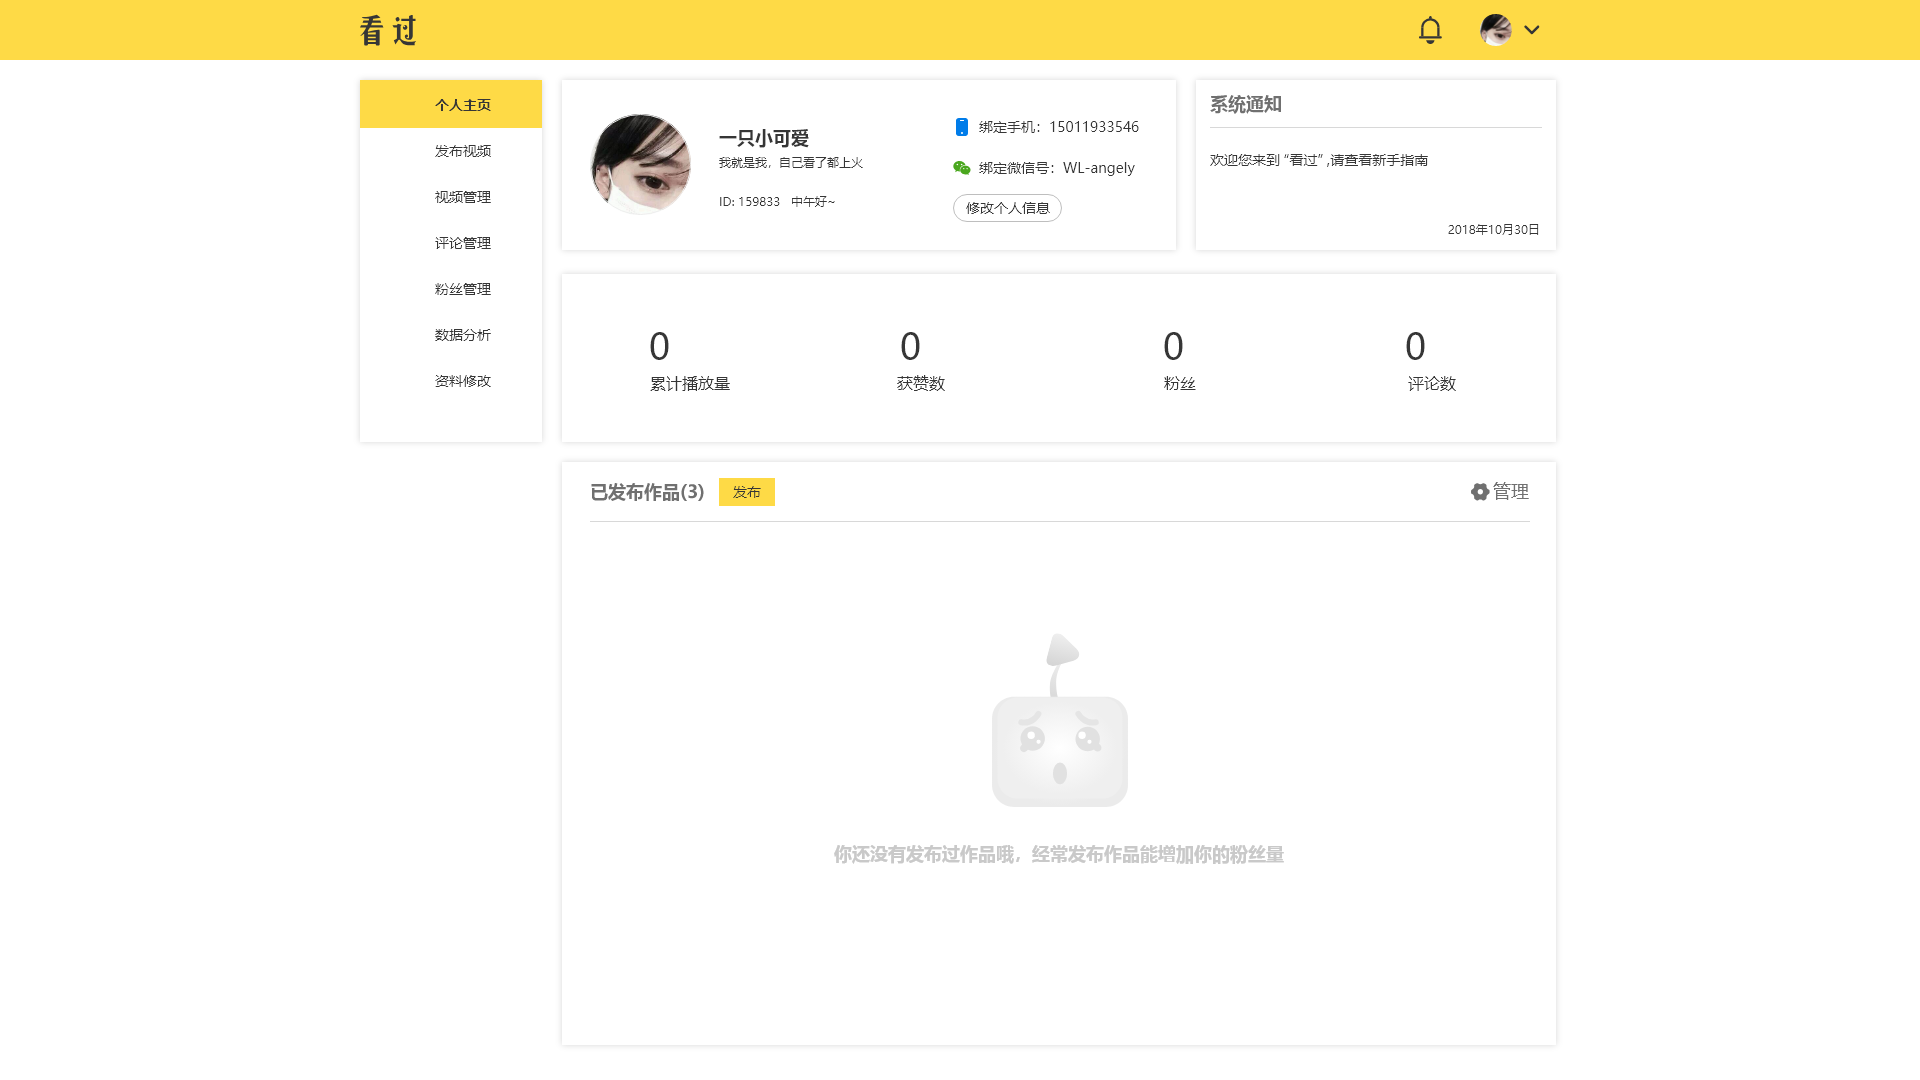 看过
个人主页
发布视频
视频管理
评论管理
粉丝管理
数据分析
资料修改
一只小可爱
我就是我，自己看了都上火
ID: 159833 中午好~
绑定手机：15011933546
绑定微信号：WL-angely
修改个人信息
系统通知
欢迎您来到 “看过” ,请查看新手指南
2018年10月30日
0
累计播放量
0
获赞数
0
粉丝
0
评论数
已发布作品(3) 发布
管理
你还没有发布过作品哦，经常发布作品能增加你的粉丝量